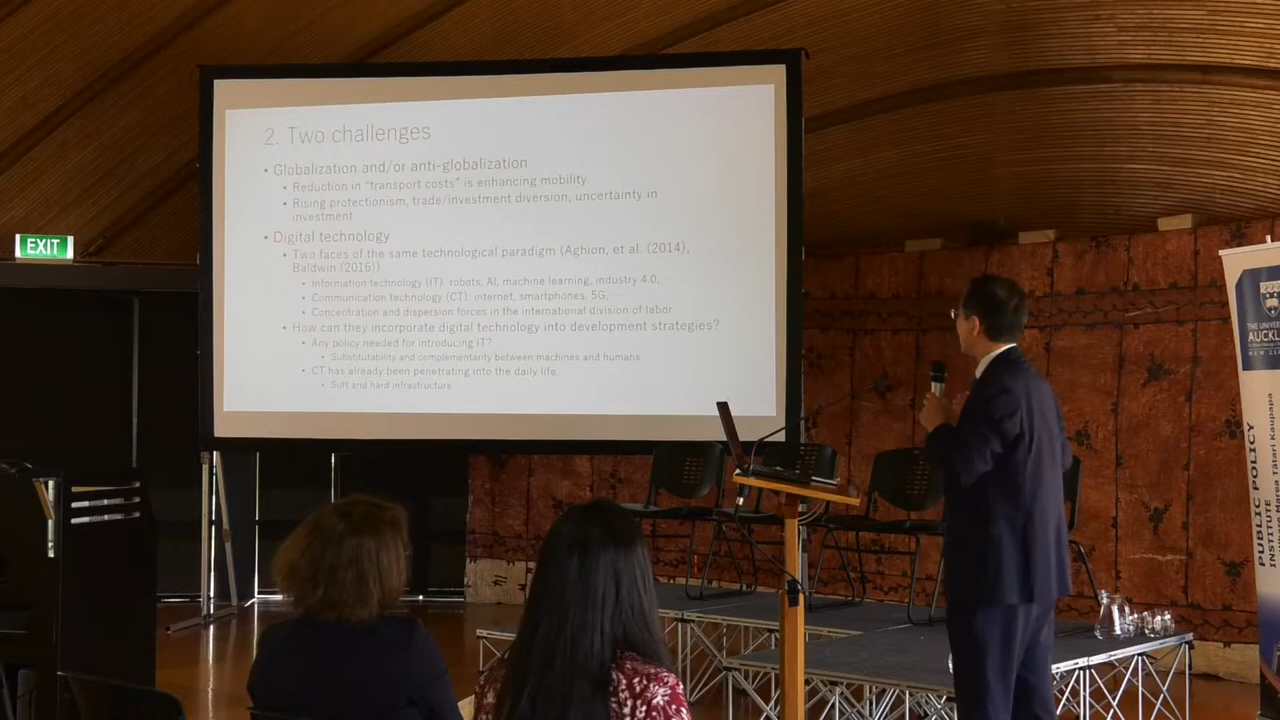 EXIT
2. Two challenges
• Globalization and/or anti-globalization
• Reduction in "transport costs" is enhancing mobility.
• Rising protectionism, trade/investment diversion, uncertainty in
investment
• Digital technology
• Two faces of the same technological paradigm (Aghion, et al. (2014),
Baldwin (2016))
• Information technology (IT): robots, AI, machine learning, industry 4.0, …
• Communication technology (CT): internet, smartphones, 5G, …
• Concentration and dispersion forces in the international division of labor
• How can they incorporate digital technology into development strategies?
• Any policy needed for introducing IT?
• Substitutability and complementarity between machines and humans
• CT has already been penetrating into the daily life.
• Soft and hard infrastructure
THE UNIVER
AUCKL
NEW ZEA
PUBLIC POLICY
INSTITUTE
Tātari Kaupapa